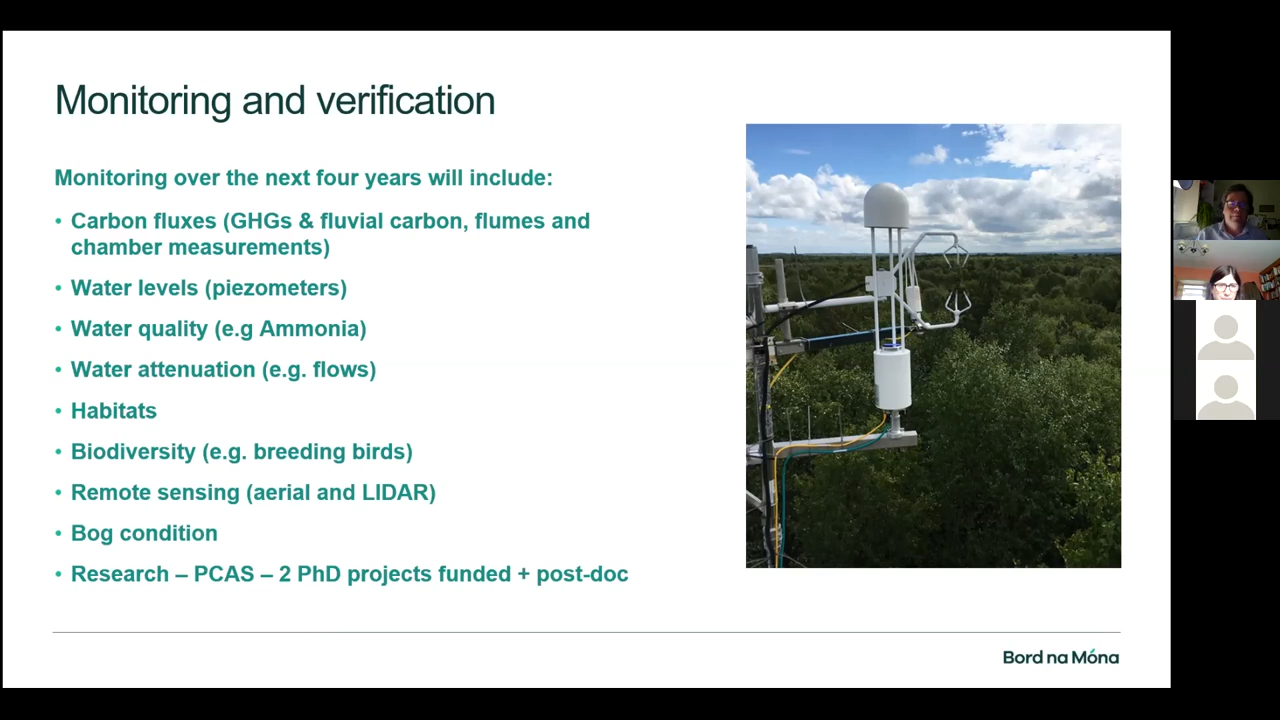 Monitoring and verification
Monitoring over the next four years will include:
• Carbon fluxes (GHGs & fluvial carbon, flumes and
chamber measurements)
• Water levels (piezometers)
• Water quality (e.g Ammonia)
• Water attenuation (e.g. flows)
• Habitats
• Biodiversity (e.g. breeding birds)
• Remote sensing (aerial and LIDAR)
• Bog condition
• Research – PCAS – 2 PhD projects funded + post-doc
Bord na Móna